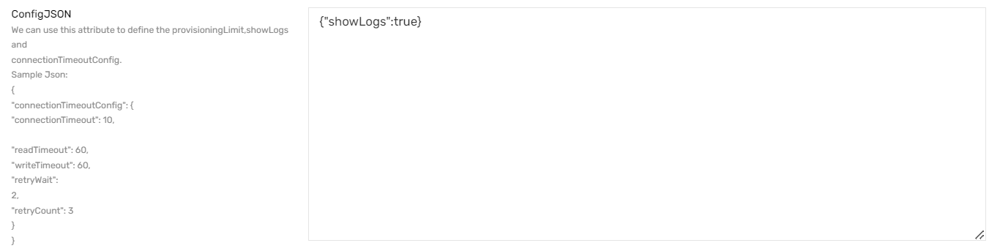 ConfigJSON
We can use this attribute to define the provisioningLimit,showLogs
and
connectionTimeoutConfig.
Sample Json:
{
"connectionTimeoutConfig": {
"connectionTimeout": 10,
"readTimeout": 60,
"writeTimeout": 60,
"retryWait":
2,
"retryCount": 3
}
}
{"showLogs":true}